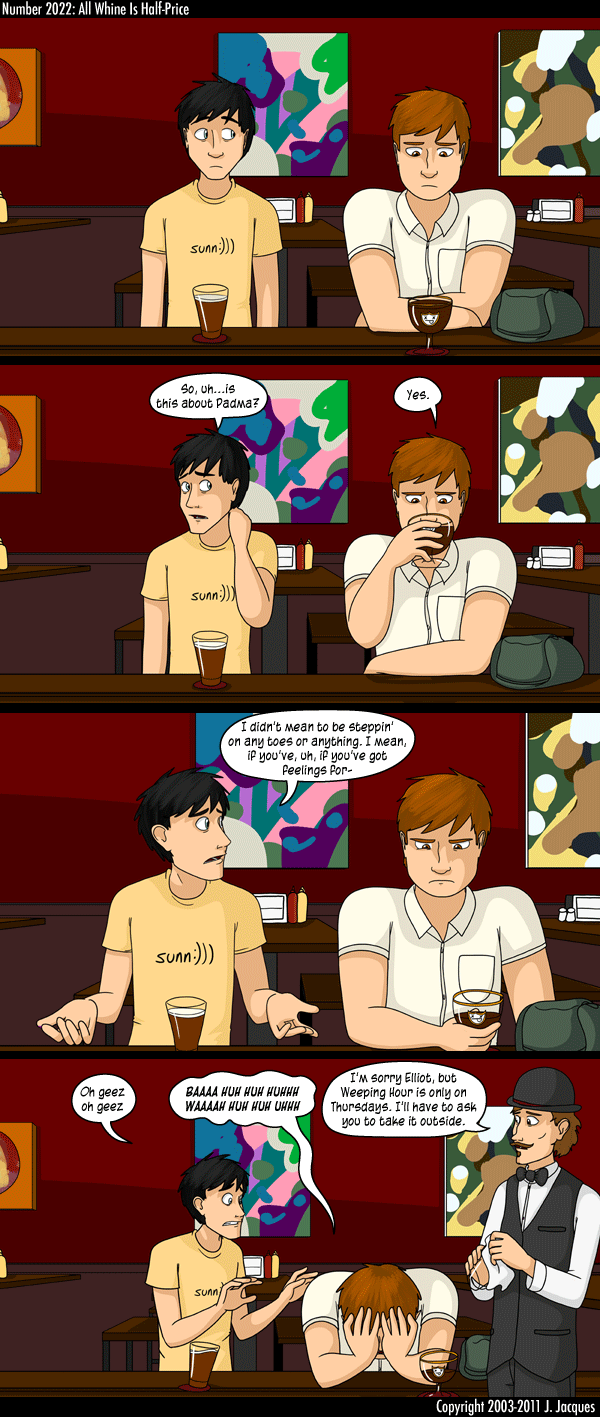 Number 2022: All Whine Is Half-Price
sunn:)))
So, uh...is
this about Padma?
Yes.
sunn:)))
I didn't mean to be steppin'
on any toes or anything. I mean,
if you've, uh, if you've got
feelings for-
sunn:)))
Oh geez
oh geez
BAAAA HUH HUH HUHHH
WAAAAH HUH HUH UHHH
I'm sorry Elliot, but
Weeping Hour is only on
Thursdays. I'll have to ask
you to take it outside.
sunn:
Copyright 2003-2011 J. Jacques